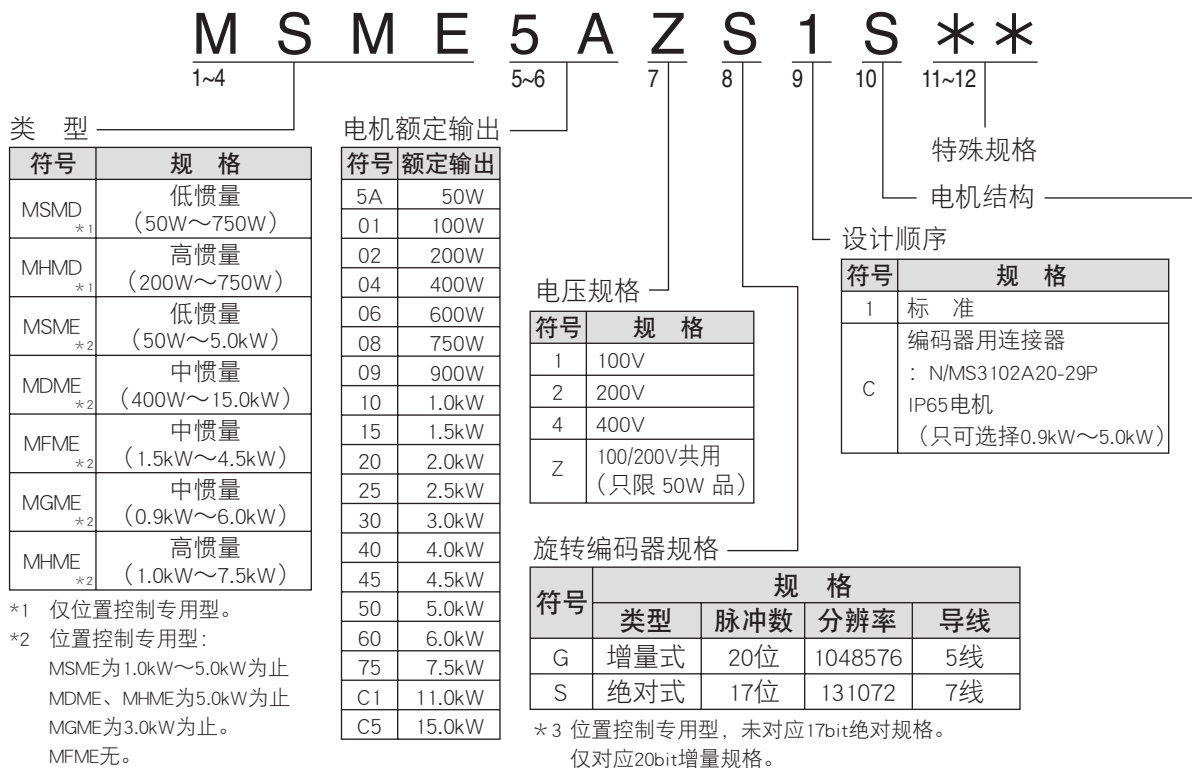 MSME5AZS1S＊＊
1~4 5~6 7 8 9 10 11~12
类 型
符号 规 格
MSMD *1 低惯量（50W～750W）
MHMD *1 高惯量（200W～750W）
MSME *2 低惯量（50W～5.0kW）
MDME *2 中惯量（400W～15.0kW）
MFME *2 中惯量（1.5kW～4.5kW）
MGME *2 中惯量（0.9kW～6.0kW）
MHME *2 高惯量（1.0kW～7.5kW）
*1 仅位置控制专用型。
*2 位置控制专用型：
MSME为1.0kW～5.0kW为止
MDME、MHME为5.0kW为止
MGME为3.0kW为止。
MFME无。
电机额定输出
符号 额定输出
5A 50W
01 100W
02 200W
04 400W
06 600W
08 750W
09 900W
10 1.0kW
15 1.5kW
20 2.0kW
25 2.5kW
30 3.0kW
40 4.0kW
45 4.5kW
50 5.0kW
60 6.0kW
75 7.5kW
C1 11.0kW
C5 15.0kW
电压规格
符号 规 格
1 100V
2 200V
4 400V
Z 100/200V共用
（只限 50W 品）
旋转编码器规格
符号 规 格
类型 脉冲数 分辨率 导线
G 增量式 20位 1048576 5线
S 绝对式 17位 131072 7线
＊3 位置控制专用型，未对应17bit绝对规格。
仅对应20bit增量规格。
设计顺序
符号 规 格
1 标 准
C 编码器用连接器
：N/MS3102A20-29P
IP65电机
（只可选择0.9kW～5.0kW）
电机结构
特殊规格